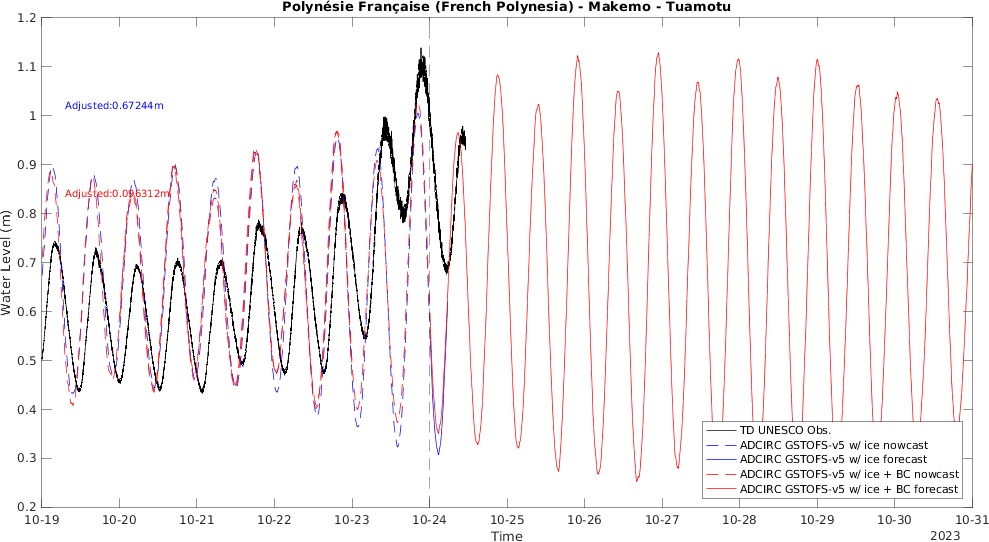 Polynésie Française (French Polynesia) - Makemo - Tuamotu
1.2
1.1
1
0.9
0.8
0.7
0.6
0.5
0.4
0.3
0.2
Water Level (m)
Adjusted:0.67244m
Adjusted:0.096312m
TD UNESCO Obs.
ADCIRC GSTOFS-v5 w/ ice nowcast
ADCIRC GSTOFS-v5 w/ ice forecast
ADCIRC GSTOFS-v5 w/ ice + BC nowcast
ADCIRC GSTOFS-v5 w/ ice + BC forecast
10-19 10-20 10-21 10-22 10-23 10-24 10-25 10-26 10-27 10-28 10-29 10-30 10-31
Time
2023